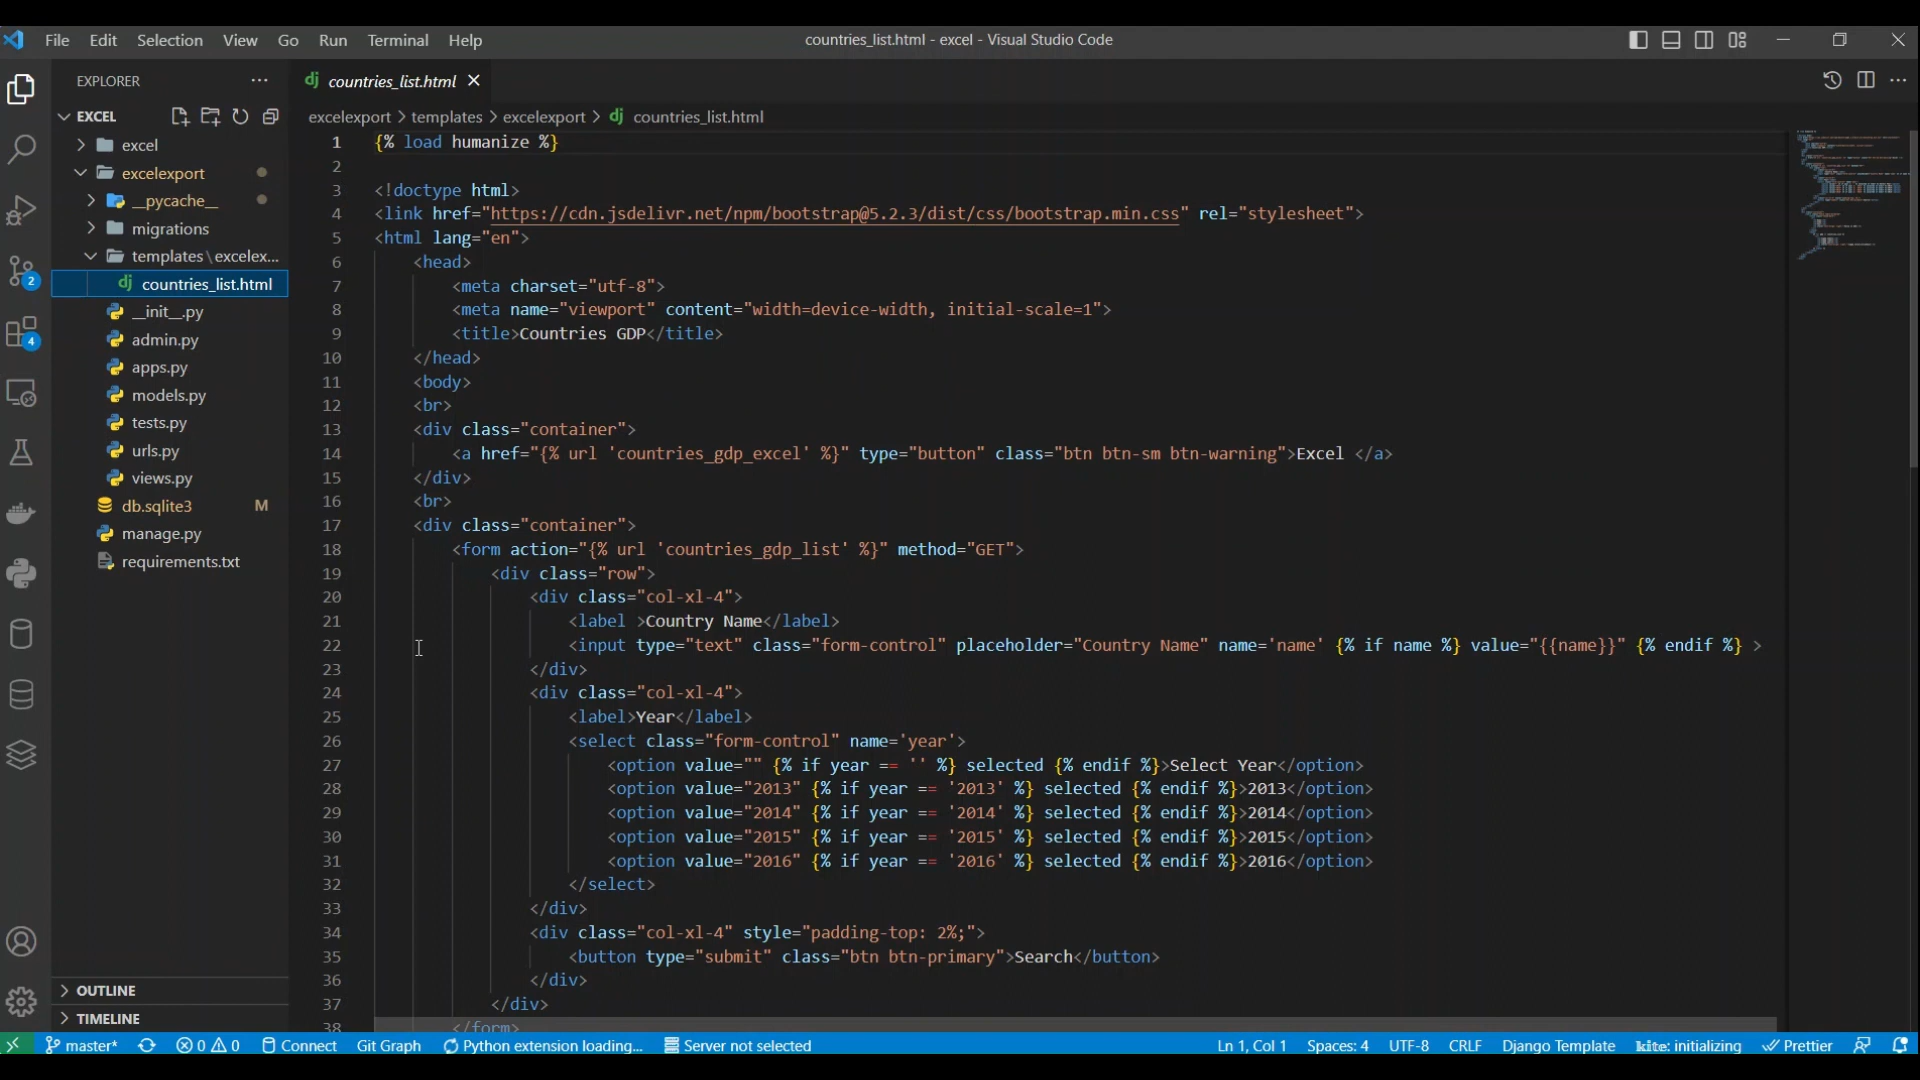 File Edit Selection View Go Run Terminal Help
countries_list.html - excel - Visual Studio Code
EXPLORER
EXCEL
excel
excelexport
__pycache__
migrations
templates\excelex...
countries_list.html
__init__.py
admin.py
apps.py
models.py
tests.py
urls.py
views.py
db.sqlite3 M
manage.py
requirements.txt
OUTLINE
TIMELINE
2
4
countries_list.html
excelexport > templates > excelexport > countries_list.html
1 {% load humanize %}
2
3 <!doctype html>
4 <link href="https://cdn.jsdelivr.net/npm/bootstrap@5.2.3/dist/css/bootstrap.min.css" rel="stylesheet">
5 <html lang="en">
6 <head>
7 <meta charset="utf-8">
8 <meta name="viewport" content="width=device-width, initial-scale=1">
9 <title>Countries GDP</title>
10 </head>
11 <body>
12 <br>
13 <div class="container">
14 <a href="{% url 'countries_gdp_excel' %}" type="button" class="btn btn-sm btn-warning">Excel </a>
15 </div>
16 <br>
17 <div class="container">
18 <form action="{% url 'countries_gdp_list' %}" method="GET">
19 <div class="row">
20 <div class="col-xl-4">
21 <label >Country Name</label>
22 <input type="text" class="form-control" placeholder="Country Name" name='name' {% if name %} value="{{name}}" {% endif %} >
23 </div>
24 <div class="col-xl-4">
25 <label>Year</label>
26 <select class="form-control" name='year'>
27 <option value="" {% if year == '' %} selected {% endif %}>Select Year</option>
28 <option value="2013" {% if year == '2013' %} selected {% endif %}>2013</option>
29 <option value="2014" {% if year == '2014' %} selected {% endif %}>2014</option>
30 <option value="2015" {% if year == '2015' %} selected {% endif %}>2015</option>
31 <option value="2016" {% if year == '2016' %} selected {% endif %}>2016</option>
32 </select>
33 </div>
34 <div class="col-xl-4" style="padding-top: 2%;">
35 <button type="submit" class="btn btn-primary">Search</button>
36 </div>
37 </div>
38 </form>
master* 0 0 Connect Git Graph Python extension loading... Server not selected Ln 1, Col 1 Spaces: 4 UTF-8 CRLF Django Template kite: initializing Prettier